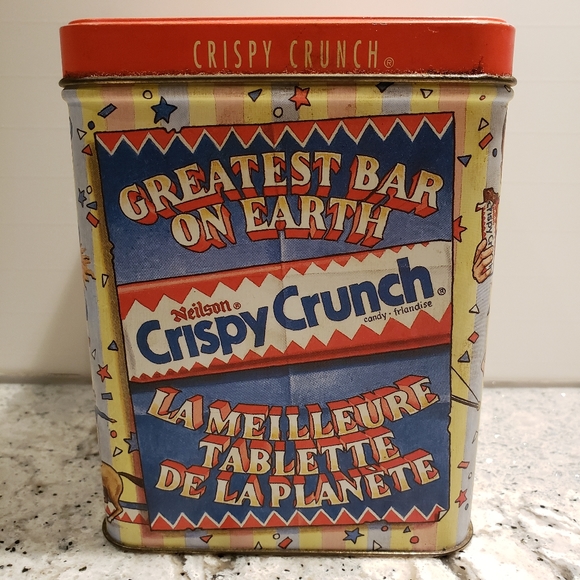 CRISPY CRUNCH®
GREATEST BAR
ON EARTH
Neilson®
Crispy Crunch®
candy · friandise
LA MEILLEURE
TABLETTE
DE LA PLANÈTE